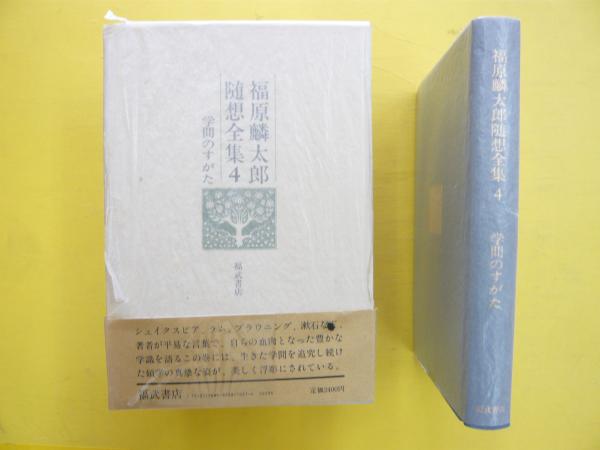 福原麟太郎
随想全集4
学問のすがた
福武書店
シェイクスピア、ラム、ブラウニング、漱石など、
著者が平易な言葉で、自らの血肉となった豊かな
学識を語るこの巻には、生きた学問を追究し続け
た碩学の真摯な姿が、美しく浮彫にされている。
福武書店
定価2400円
福原麟太郎随想全集 4 学問のすがた
福武書店